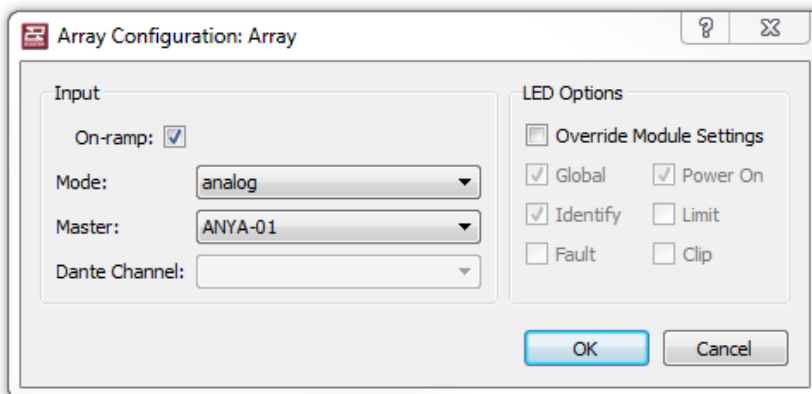 Array Configuration: Array
Input
On-ramp:
Mode:
analog
Master:
ANYA-01
Dante Channel:
LED Options
Override Module Settings
Global
Power On
Identify
Limit
Fault
Clip
OK
Cancel